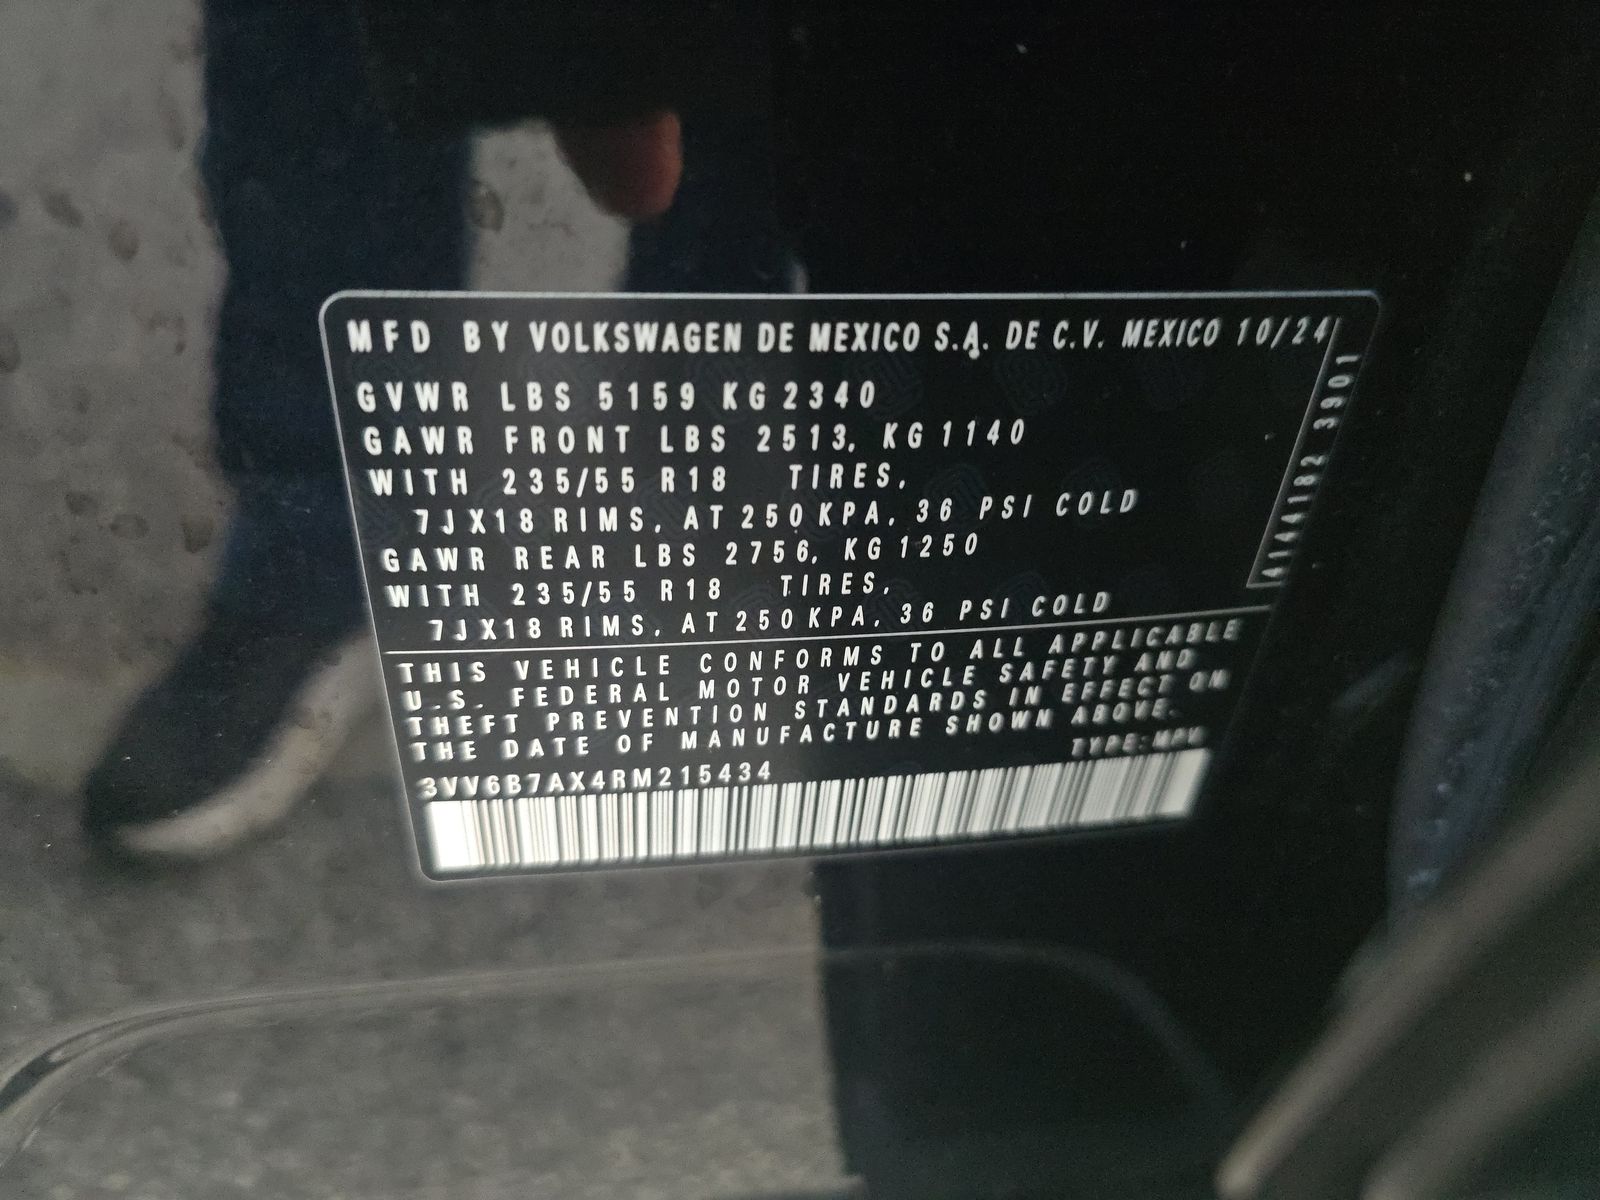 MFD BY VOLKSWAGEN DE MEXICO S.A. DE C.V. MEXICO 10/24
GVWR LBS 5159 KG 2340
GAWR FRONT LBS 2513, KG 1140
WITH 235/55 R18 TIRES,
7JX18 RIMS, AT 250 KPA, 36 PSI COLD
GAWR REAR LBS 2756, KG 1250
WITH 235/55 R18 TIRES,
7JX18 RIMS, AT 250 KPA, 36 PSI COLD
4144182 3901
THIS VEHICLE CONFORMS TO ALL APPLICABLE
U.S. FEDERAL MOTOR VEHICLE SAFETY AND
THEFT PREVENTION STANDARDS IN EFFECT ON
THE DATE OF MANUFACTURE SHOWN ABOVE.
TYPE: MPV
3VV6B7AX4RM215434